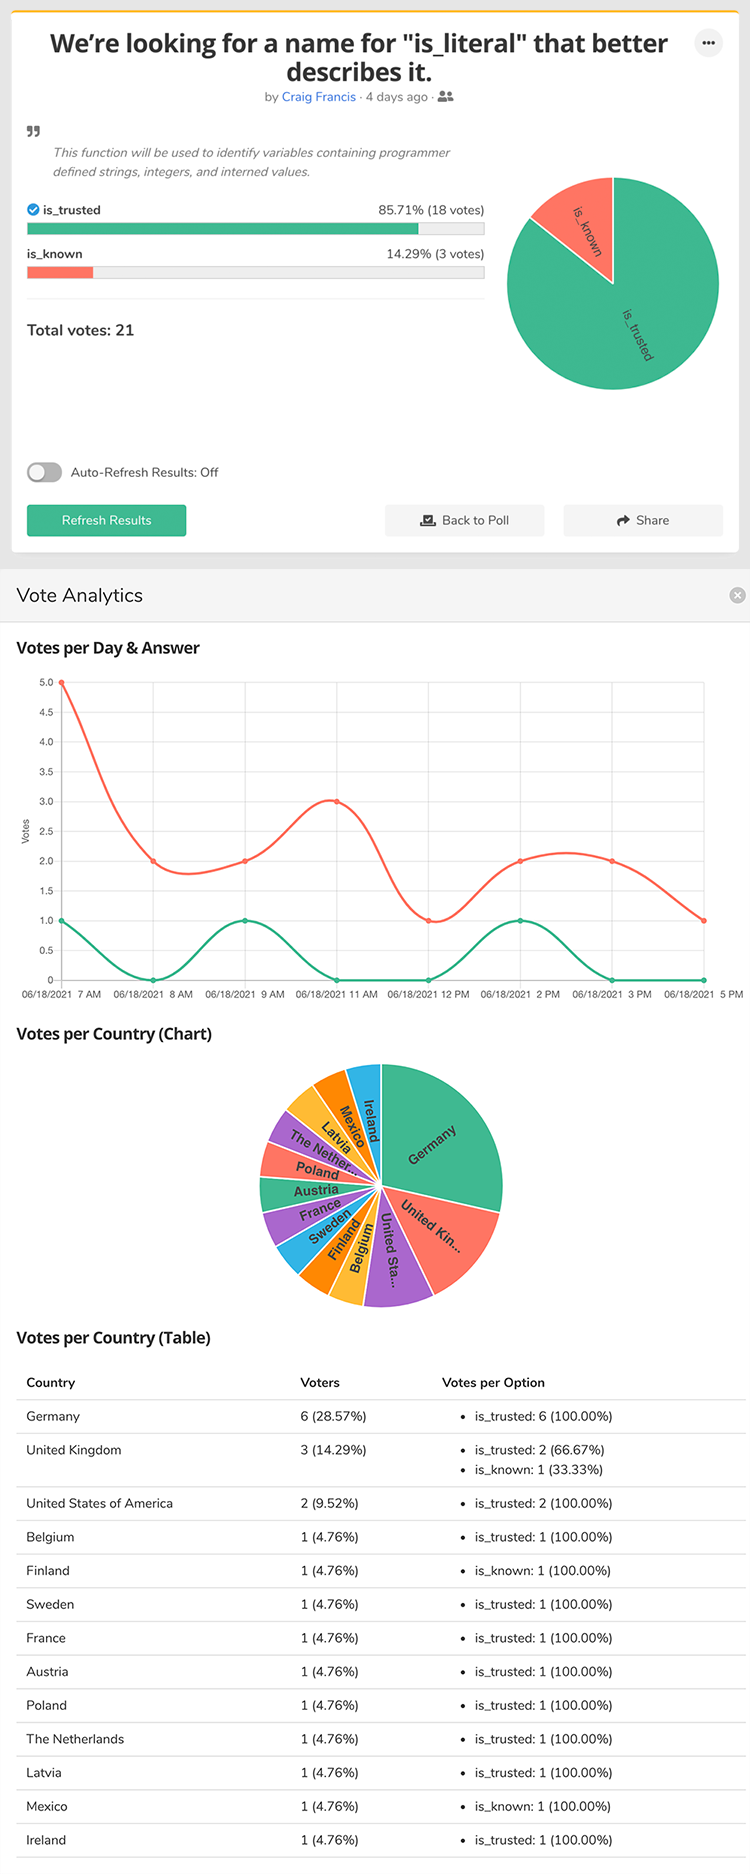 We’re looking for a name for "is_literal" that better
describes it.
by Craig Francis · 4 days ago ·
This function will be used to identify variables containing programmer
defined strings, integers, and interned values.
is_trusted 85.71% (18 votes)
is_known 14.29% (3 votes)
is_known
is_trusted
Total votes: 21
Auto-Refresh Results: Off
Refresh Results Back to Poll Share
Vote Analytics
Votes per Day & Answer
5.0
4.5
4.0
3.5
3.0
2.5
2.0
1.5
1.0
0.5
0
Votes
06/18/2021 7 AM 06/18/2021 8 AM 06/18/2021 9 AM 06/18/2021 11 AM 06/18/2021 12 PM 06/18/2021 2 PM 06/18/2021 3 PM 06/18/2021 5 PM
Votes per Country (Chart)
Germany
United Kin...
United Sta...
Belgium
Finland
Sweden
France
Austria
Poland
The Nether...
Latvia
Mexico
Ireland
Votes per Country (Table)
Country Voters Votes per Option
Germany 6 (28.57%) • is_trusted: 6 (100.00%)
United Kingdom 3 (14.29%) • is_trusted: 2 (66.67%)
• is_known: 1 (33.33%)
United States of America 2 (9.52%) • is_trusted: 2 (100.00%)
Belgium 1 (4.76%) • is_trusted: 1 (100.00%)
Finland 1 (4.76%) • is_known: 1 (100.00%)
Sweden 1 (4.76%) • is_trusted: 1 (100.00%)
France 1 (4.76%) • is_trusted: 1 (100.00%)
Austria 1 (4.76%) • is_trusted: 1 (100.00%)
Poland 1 (4.76%) • is_trusted: 1 (100.00%)
The Netherlands 1 (4.76%) • is_trusted: 1 (100.00%)
Latvia 1 (4.76%) • is_trusted: 1 (100.00%)
Mexico 1 (4.76%) • is_known: 1 (100.00%)
Ireland 1 (4.76%) • is_trusted: 1 (100.00%)